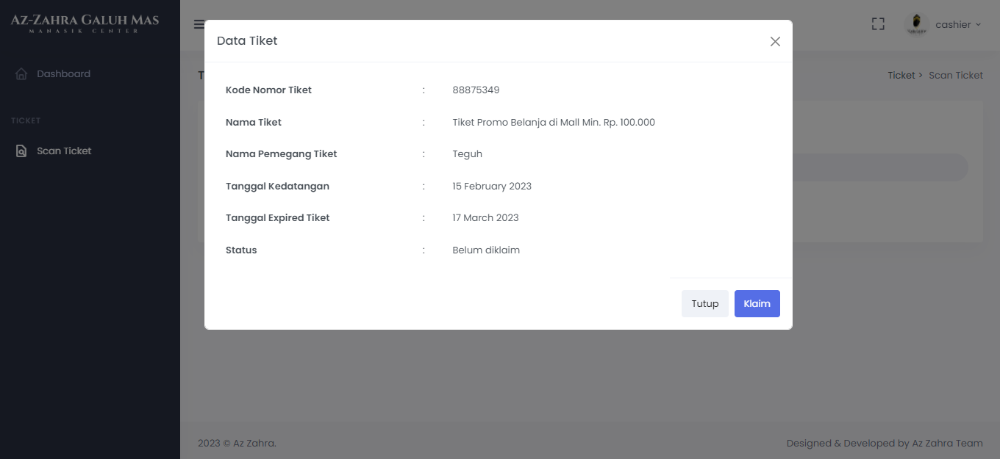 AZ-ZAHRA GALUH MAS
MANASIK CENTER
Dashboard
TICKET
Scan Ticket
cashier
Ticket > Scan Ticket
Data Tiket
Kode Nomor Tiket : 88875349
Nama Tiket : Tiket Promo Belanja di Mall Min. Rp. 100.000
Nama Pemegang Tiket : Teguh
Tanggal Kedatangan : 15 February 2023
Tanggal Expired Tiket : 17 March 2023
Status : Belum diklaim
Tutup Klaim
2023 © Az Zahra.
Designed & Developed by Az Zahra Team